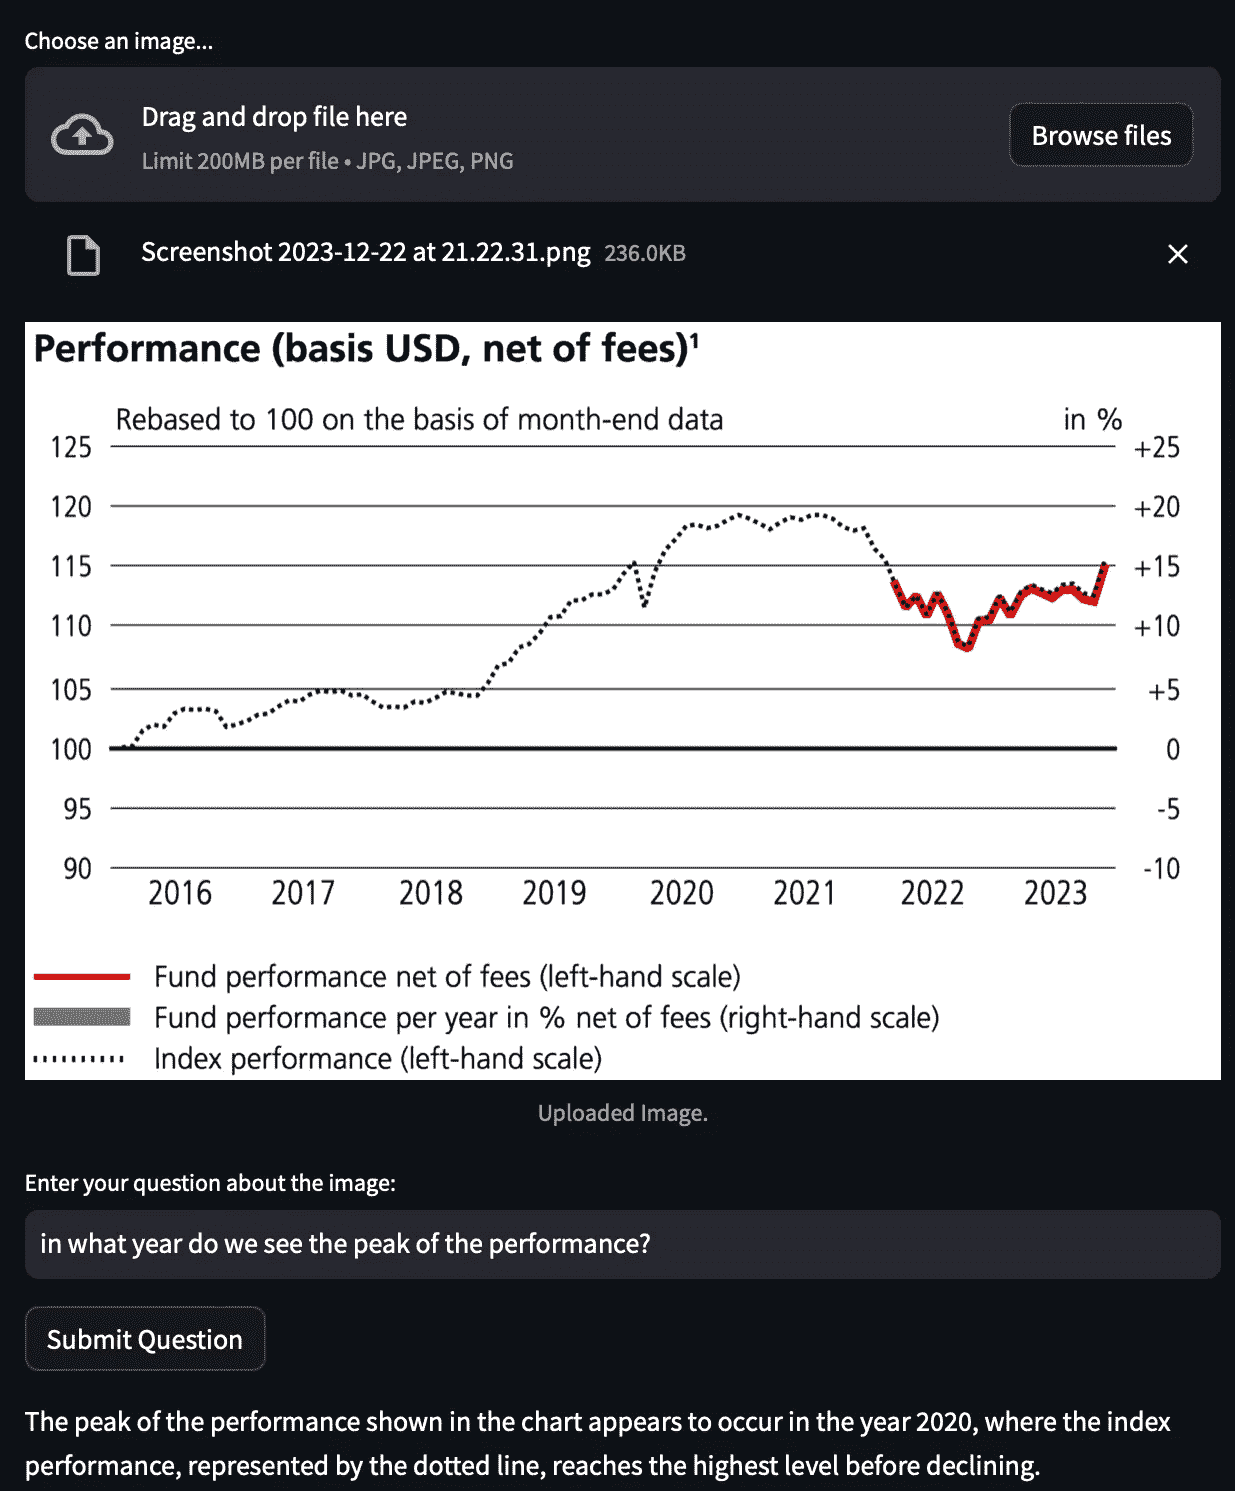 Choose an image...
Drag and drop file here
Limit 200MB per file • JPG, JPEG, PNG
Browse files
Screenshot 2023-12-22 at 21.22.31.png 236.0KB
Performance (basis USD, net of fees)¹
Rebased to 100 on the basis of month-end data in %
125 +25
120 +20
115 +15
110 +10
105 +5
100 0
95 -5
90 -10
2016 2017 2018 2019 2020 2021 2022 2023
Fund performance net of fees (left-hand scale)
Fund performance per year in % net of fees (right-hand scale)
Index performance (left-hand scale)
Uploaded Image.
Enter your question about the image:
in what year do we see the peak of the performance?
Submit Question
The peak of the performance shown in the chart appears to occur in the year 2020, where the index
performance, represented by the dotted line, reaches the highest level before declining.